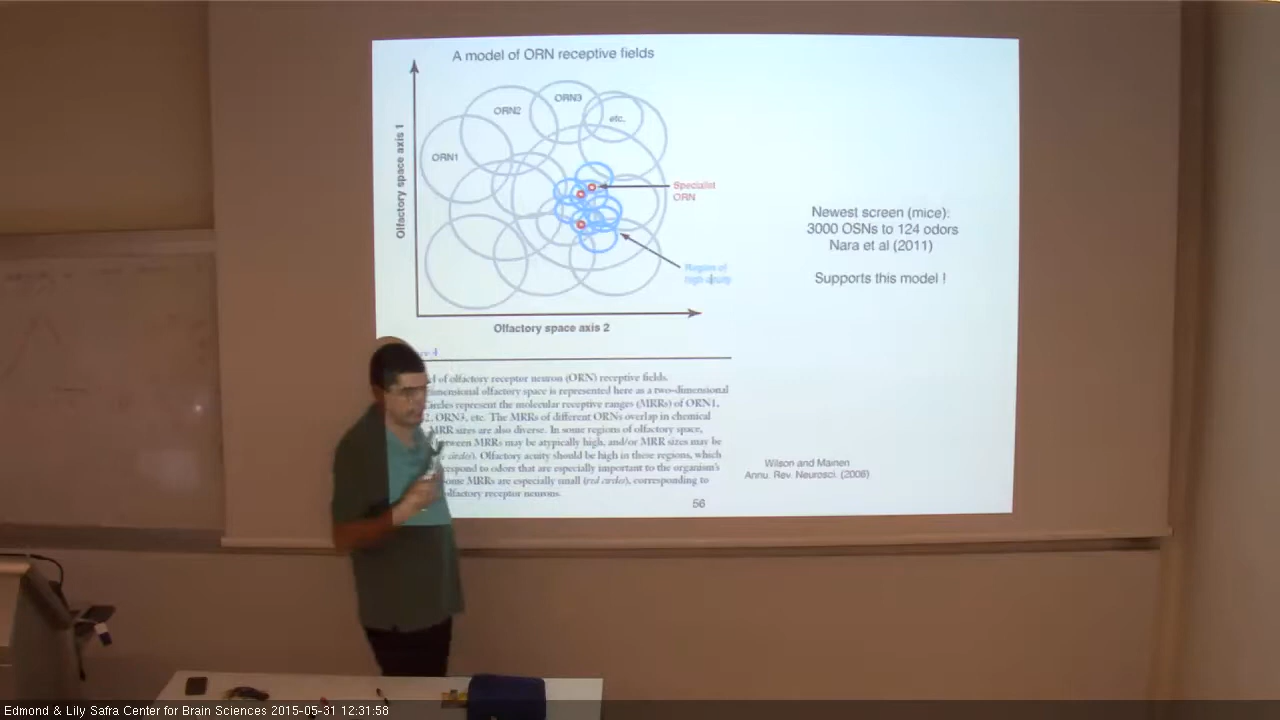 A model of ORN receptive fields
Olfactory space axis 1
ORN1
ORN2
ORN3
etc.
Specialist
ORN
Region of
high acuity
Olfactory space axis 2
Newest screen (mice):
3000 OSNs to 124 odors
Nara et al (2011)
Supports this model !
4
of olfactory receptor neuron (ORN) receptive fields.
olfactory space is represented here as a two-dimensional
represent the molecular receptive ranges (MRRs) of ORN1,
ORN3, etc. The MRRs of different ORNs overlap in chemical
MRR sizes are also diverse. In some regions of olfactory space,
MRRs may be atypically high, and/or MRR sizes may be
circles). Olfactory acuity should be high in these regions, which
to odors that are especially important to the organism's
MRRs are especially small (red circles), corresponding to
olfactory receptor neurons.
Wilson and Mainen
Annu. Rev. Neurosci. (2006)
56
Edmond & Lily Safra Center for Brain Sciences 2015-05-31 12:31:58